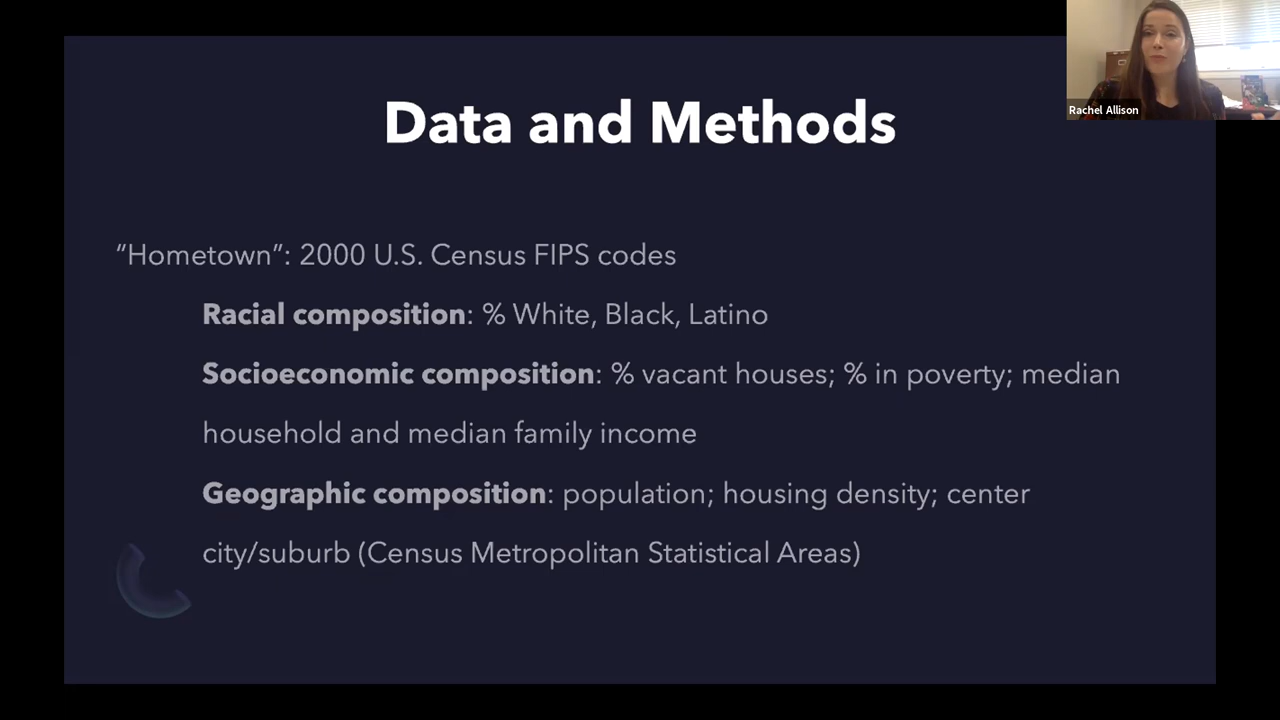 Data and Methods
Rachel Allison
“Hometown”: 2000 U.S. Census FIPS codes
Racial composition: % White, Black, Latino
Socioeconomic composition: % vacant houses; % in poverty; median
household and median family income
Geographic composition: population; housing density; center
city/suburb (Census Metropolitan Statistical Areas)